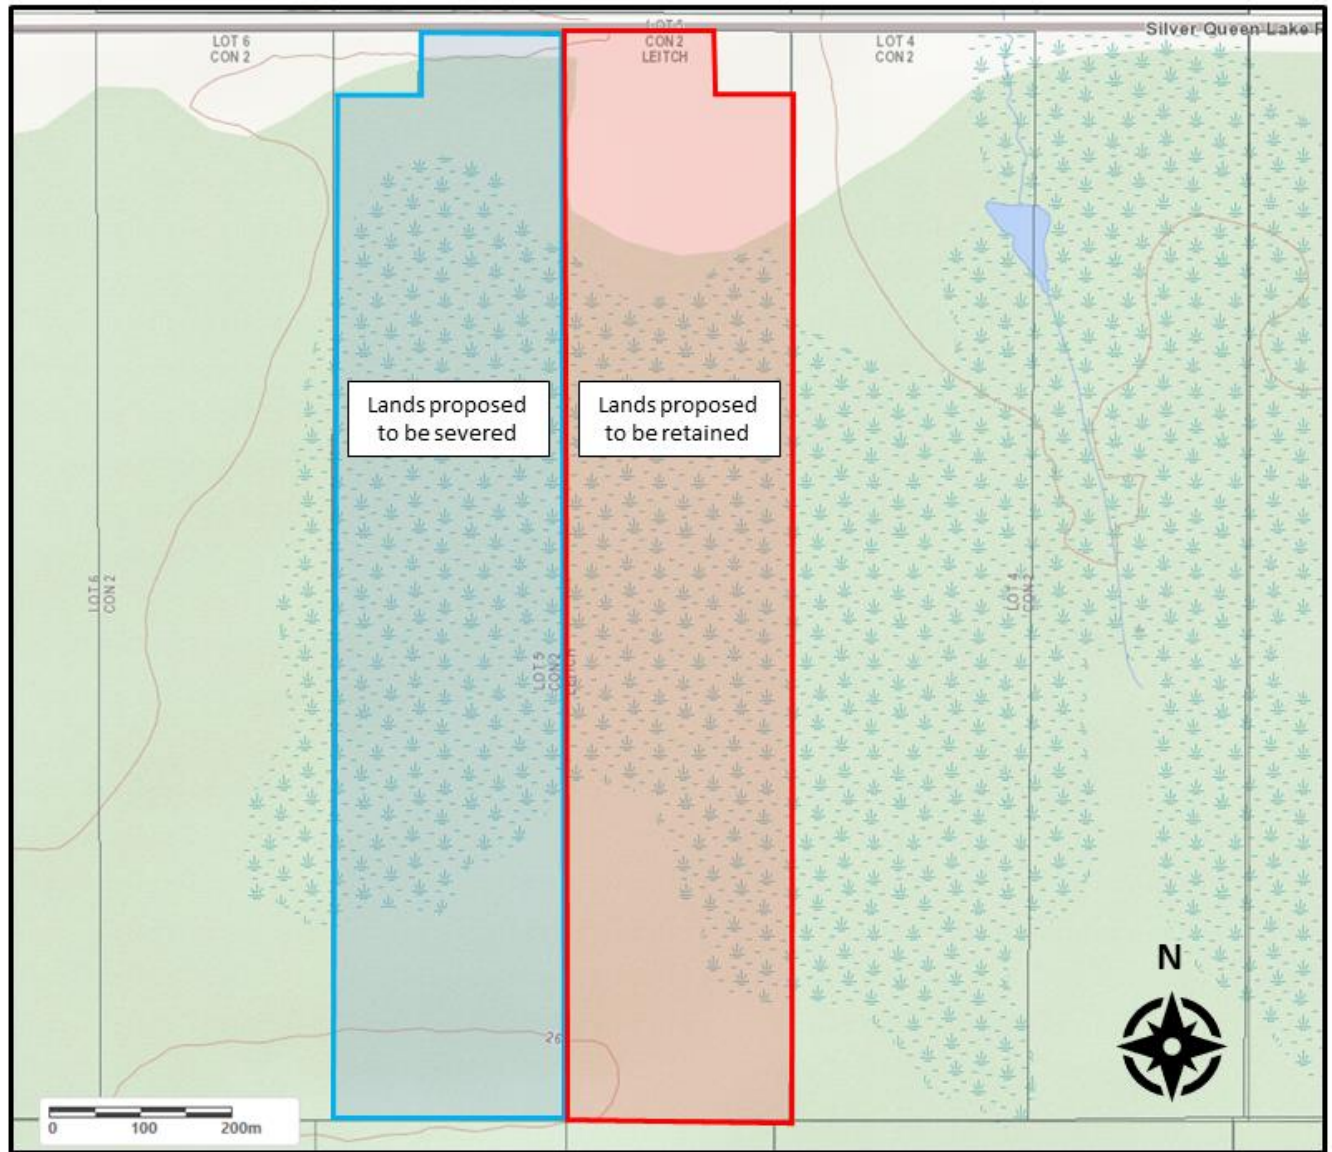 Silver Queen Lake R
LOT 5
CON 2
LEITCH
LOT 6
CON 2
LOT 4
CON 2
Lands proposed
to be severed
Lands proposed
to be retained
LOT 6
CON 2
LOT 5
CON 2
LEITCH
LOT 4
CON 2
N
26
0 100 200m